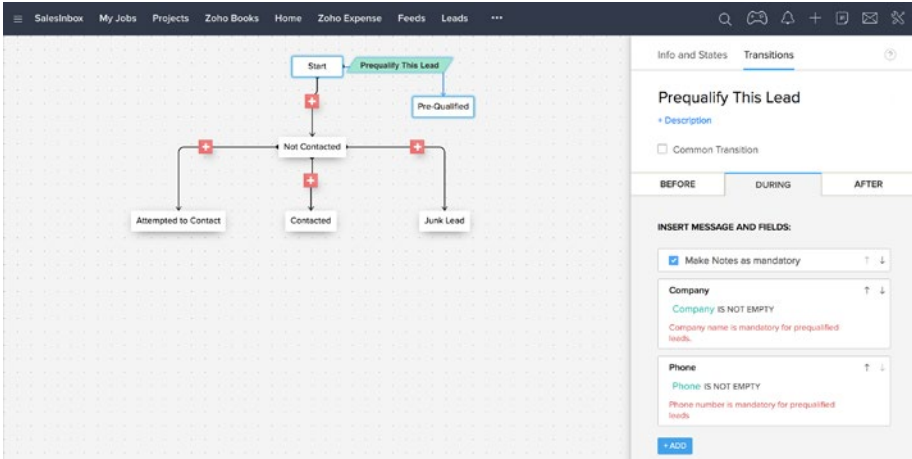 SalesInbox My Jobs Projects Zoho Books Home Zoho Expense Feeds Leads •••
Start
Prequalify This Lead
Pre-Qualified
Not Contacted
Attempted to Contact
Contacted
Junk Lead
Info and States Transitions
?
Prequalify This Lead
+ Description
Common Transition
BEFORE DURING AFTER
INSERT MESSAGE AND FIELDS:
Make Notes as mandatory
Company
Company IS NOT EMPTY
Company name is mandatory for prequalified
leads.
Phone
Phone IS NOT EMPTY
Phone number is mandatory for prequalified
leads
+ ADD